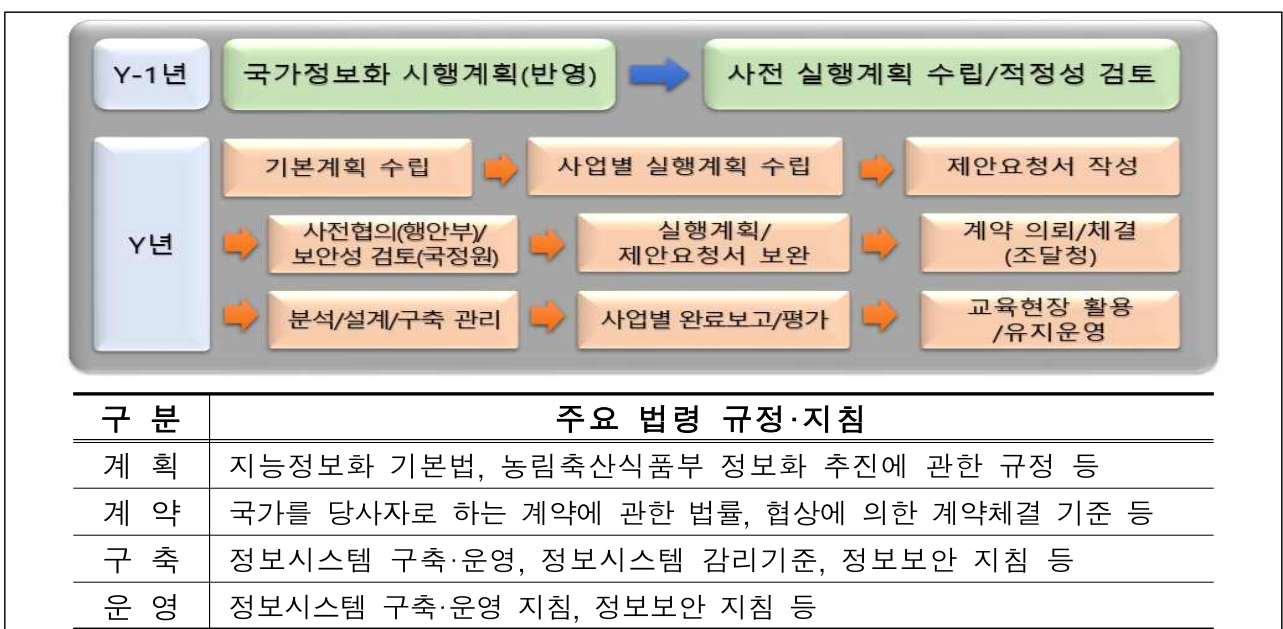 Y-1년
국가정보화 시행계획(반영)
사전 실행계획 수립/적정성 검토
Y년
기본계획 수립
사업별 실행계획 수립
제안요청서 작성
사전협의(행안부)/
보안성 검토(국정원)
실행계획/
제안요청서 보완
계약 의뢰/체결
(조달청)
분석/설계/구축 관리
사업별 완료보고/평가
교육현장 활용
/유지운영
구 분 주요 법령 규정·지침
계 획 지능정보화 기본법, 농림축산식품부 정보화 추진에 관한 규정 등
계 약 국가를 당사자로 하는 계약에 관한 법률, 협상에 의한 계약체결 기준 등
구 축 정보시스템 구축·운영, 정보시스템 감리기준, 정보보안 지침 등
운 영 정보시스템 구축·운영 지침, 정보보안 지침 등